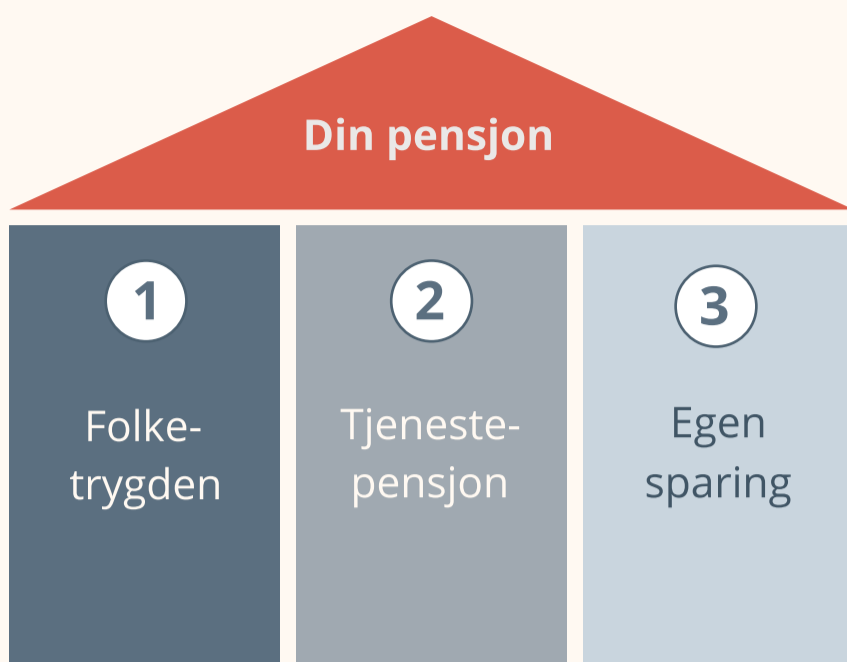 Din pensjon
1
Folke-
trygden
2
Tjeneste-
pensjon
3
Egen
sparing